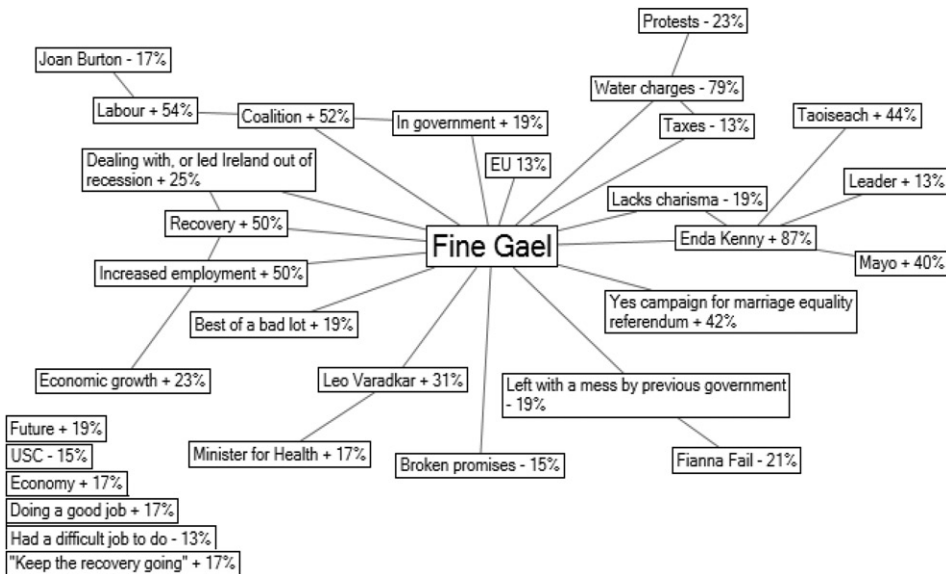 Protests - 23%
Joan Burton - 17%
Water charges - 79%
Labour + 54%
Coalition + 52%
In government + 19%
Taxes - 13%
Taoiseach + 44%
Dealing with, or led Ireland out of
recession + 25%
EU 13%
Leader + 13%
Lacks charisma - 19%
Recovery + 50%
Fine Gael
Enda Kenny + 87%
Mayo + 40%
Increased employment + 50%
Yes campaign for marriage equality
referendum + 42%
Best of a bad lot + 19%
Economic growth + 23%
Leo Varadkar + 31%
Left with a mess by previous government
- 19%
Future + 19%
Minister for Health + 17%
Broken promises - 15%
Fianna Fail - 21%
USC - 15%
Economy + 17%
Doing a good job + 17%
Had a difficult job to do - 13%
"Keep the recovery going" + 17%